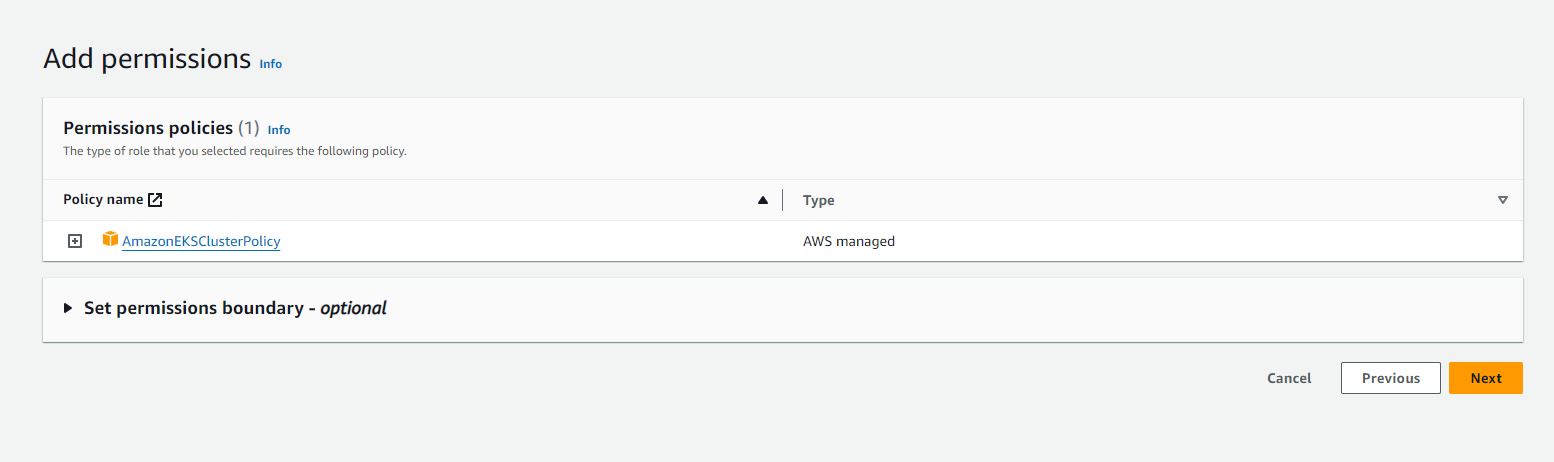 Add permissions Info
Permissions policies (1) Info
The type of role that you selected requires the following policy.
Policy name Type
AmazonEKSClusterPolicy AWS managed
Set permissions boundary - optional
Cancel Previous Next